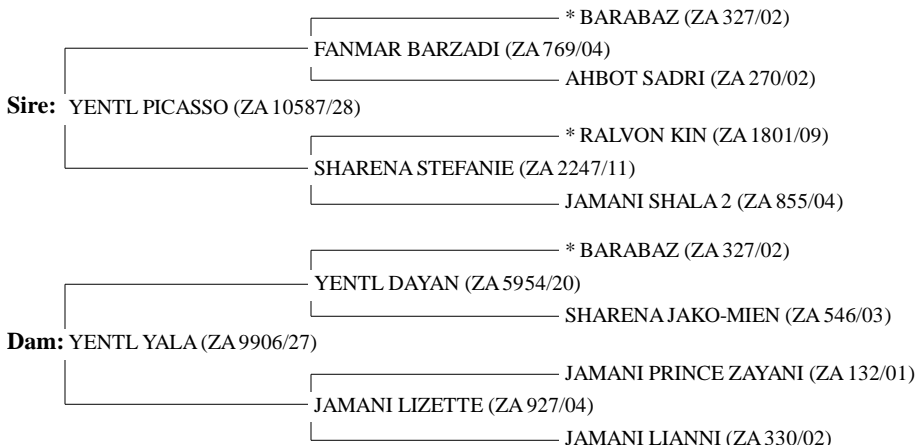 * BARABAZ (ZA 327/02)
FANMAR BARZADI (ZA 769/04)
AHBOT SADRI (ZA 270/02)
Sire: YENTL PICASSO (ZA 10587/28)
* RALVON KIN (ZA 1801/09)
SHARENA STEFANIE (ZA 2247/11)
JAMANI SHALA 2 (ZA 855/04)
* BARABAZ (ZA 327/02)
YENTL DAYAN (ZA 5954/20)
SHARENA JAKO-MIEN (ZA 546/03)
Dam: YENTL YALA (ZA 9906/27)
JAMANI PRINCE ZAYANI (ZA 132/01)
JAMANI LIZETTE (ZA 927/04)
JAMANI LIANNI (ZA 330/02)